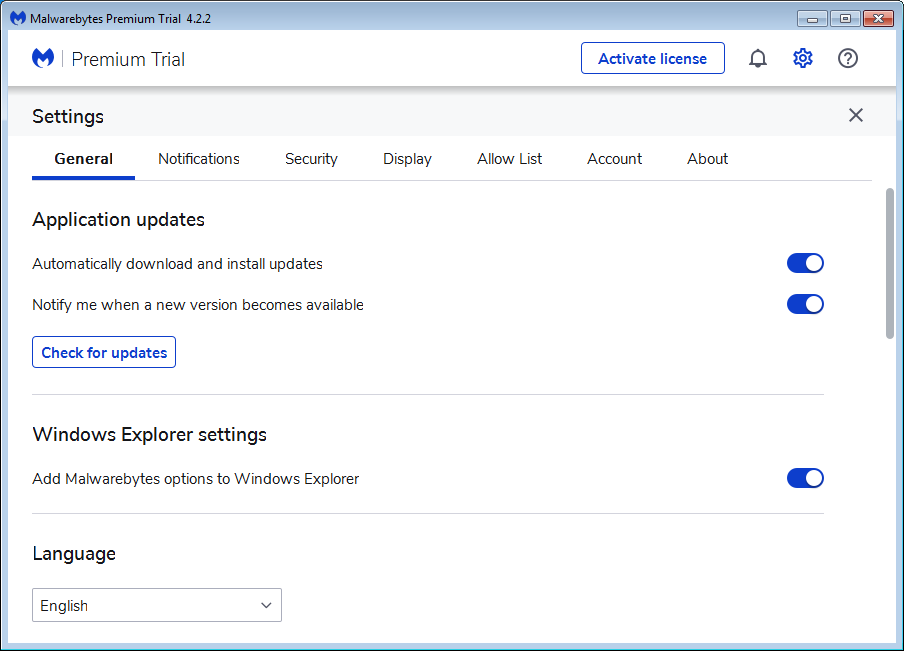 Malwarebytes Premium Trial 4.2.2
Premium Trial
Activate license
Settings
General Notifications Security Display Allow List Account About
Application updates
Automatically download and install updates
Notify me when a new version becomes available
Check for updates
Windows Explorer settings
Add Malwarebytes options to Windows Explorer
Language
English